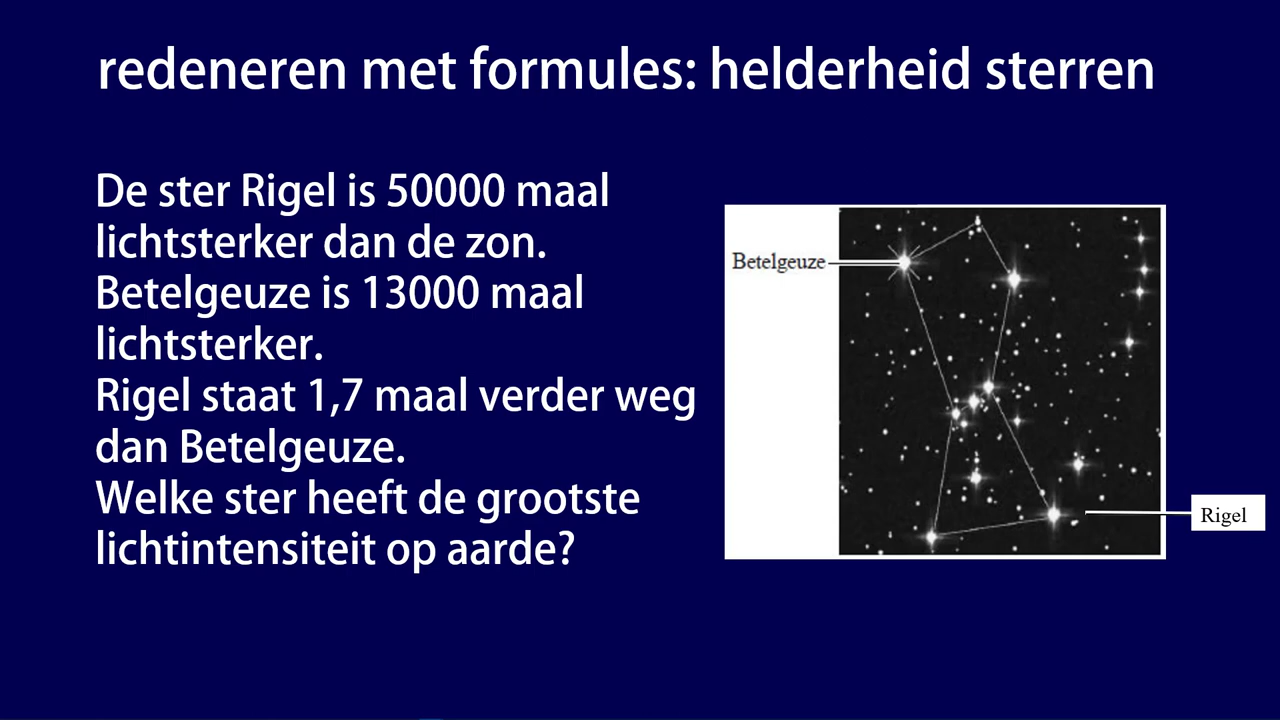 redeneren met formules: helderheid sterren
De ster Rigel is 50000 maal
lichtsterker dan de zon.
Betelgeuze is 13000 maal
lichtsterker.
Rigel staat 1,7 maal verder weg
dan Betelgeuze.
Welke ster heeft de grootste
lichtintensiteit op aarde?
Betelgeuze
Rigel